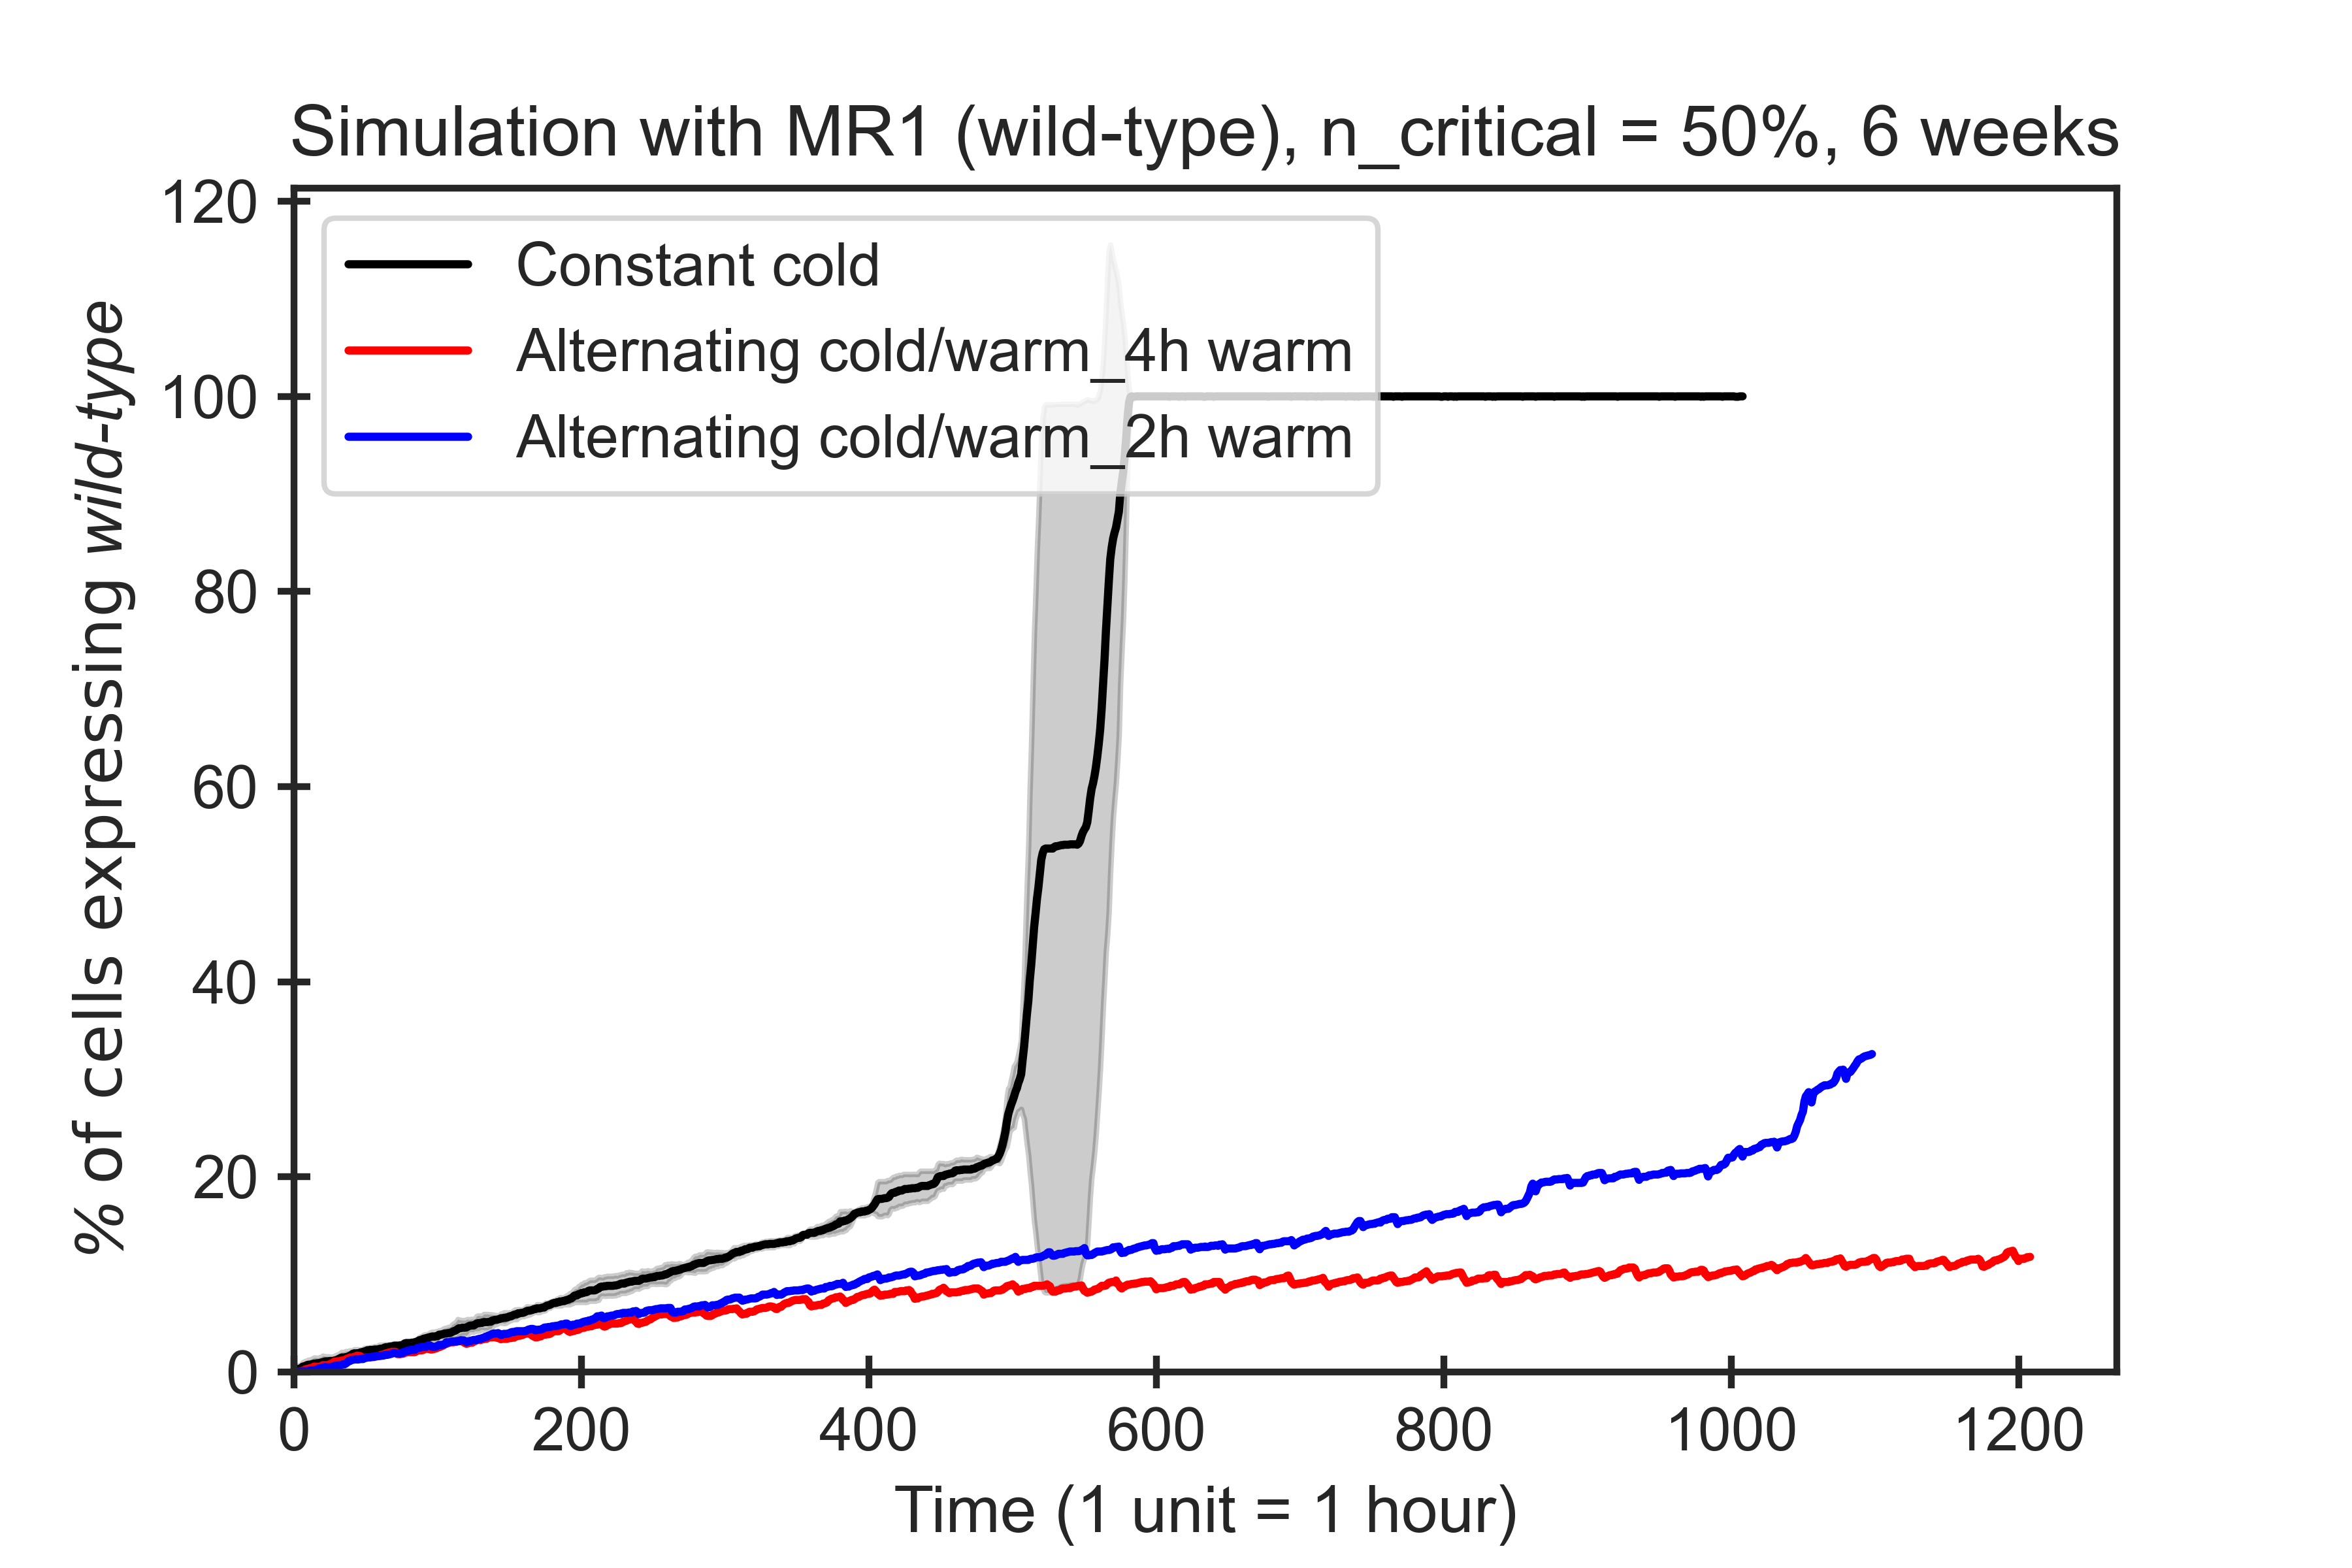 Simulation with MR1 (wild-type), n_critical = 50%, 6 weeks
% of cells expressing wild-type
120
100
80
60
40
20
0
Constant cold
Alternating cold/warm_4h warm
Alternating cold/warm_2h warm
0 200 400 600 800 1000 1200
Time (1 unit = 1 hour)